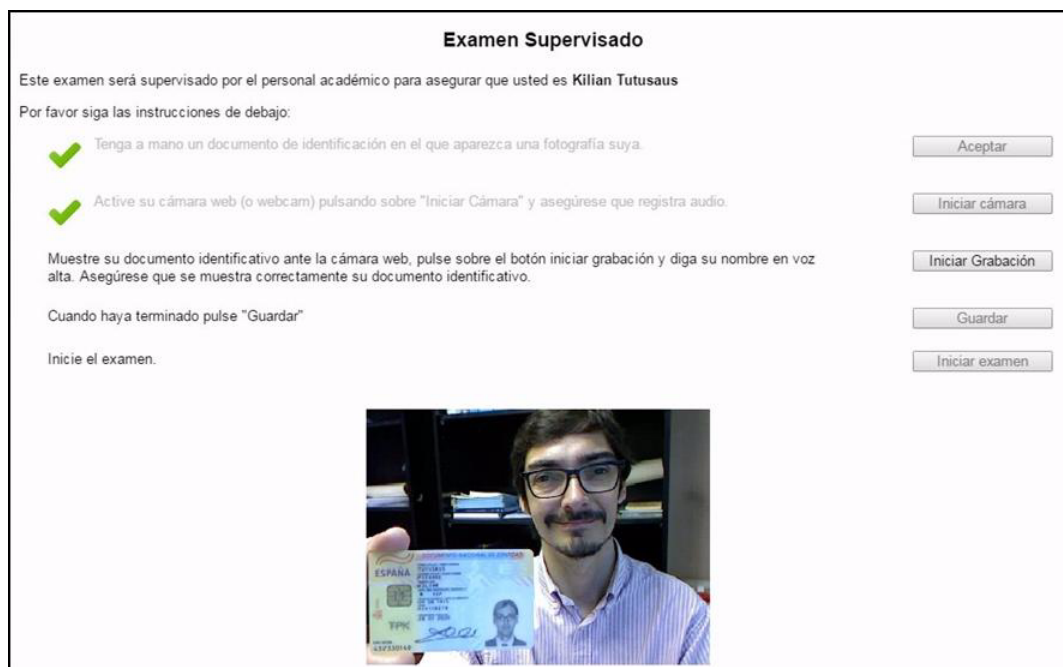 Examen Supervisado
Este examen será supervisado por el personal académico para asegurar que usted es Kilian Tutusaus
Por favor siga las instrucciones de debajo:
Tenga a mano un documento de identificación en el que aparezca una fotografía suya.
Aceptar
Active su cámara web (o webcam) pulsando sobre "Iniciar Cámara" y asegúrese que registra audio.
Iniciar cámara
Muestre su documento identificativo ante la cámara web, pulse sobre el botón iniciar grabación y diga su nombre en voz
alta. Asegúrese que se muestra correctamente su documento identificativo.
Iniciar Grabación
Cuando haya terminado pulse "Guardar"
Guardar
Inicie el examen.
Iniciar examen
DOCUMENTO NACIONAL DE IDENTIDAD
ESPAÑA
TUTUSAUS
KILIAN